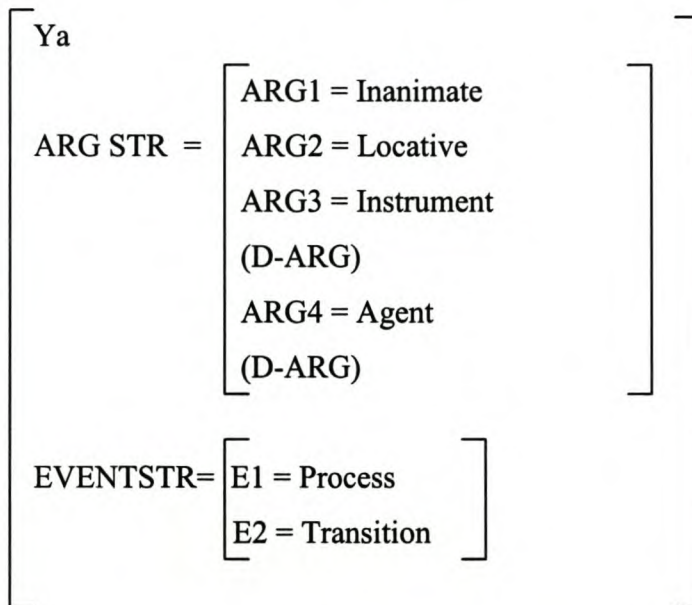 Ya
ARG1 = Inanimate
ARG STR = ARG2 = Locative
ARG3 = Instrument
(D-ARG)
ARG4 = Agent
(D-ARG)
EVENTSTR= E1 = Process
E2 = Transition